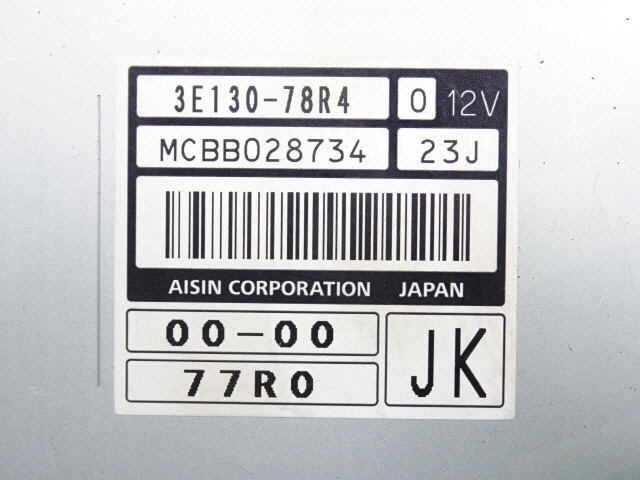 3E130-78R4 0 12V
MCBB028734 23J
AISIN CORPORATION JAPAN
00-00
77R0
JK